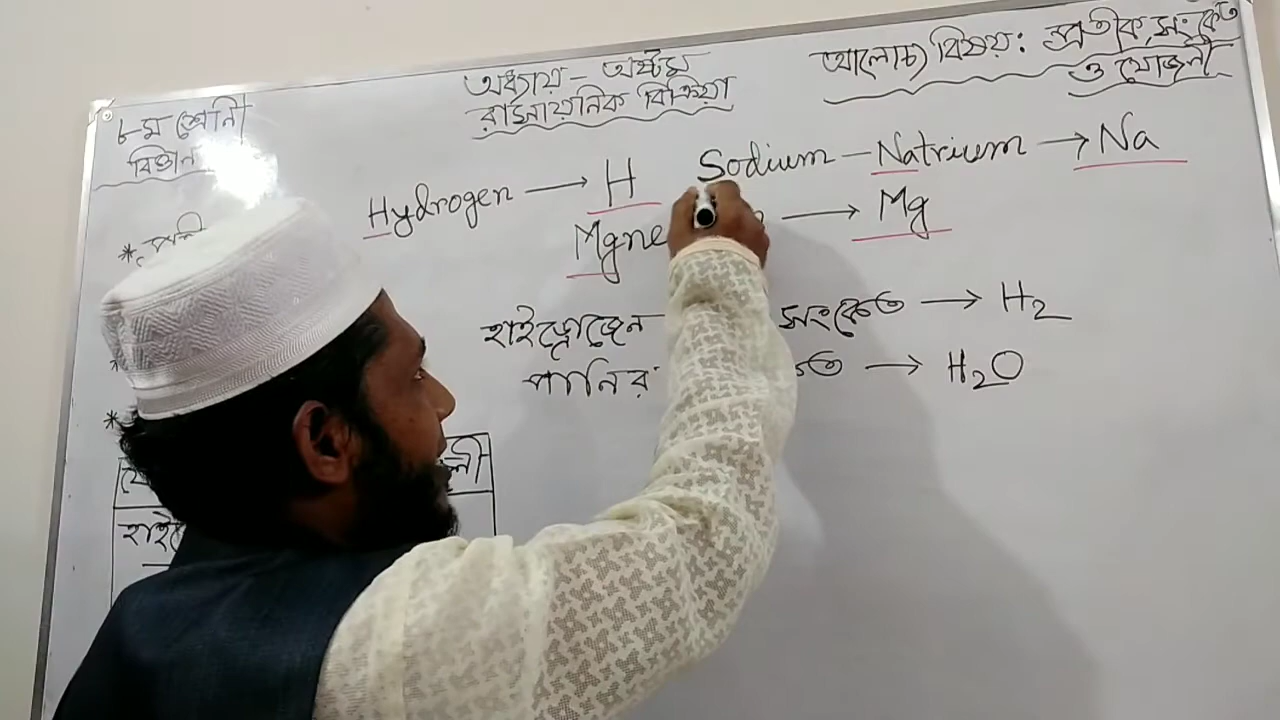 ৮ম শ্রেনী
বিজ্ঞান
অধ্যায় - অষ্টম
রাসায়নিক বিক্রিয়া
আলোচ্য বিষয়: প্রতীক, সংকেত
ও যোজনী
Hydrogen → H
Sodium - Natrium → Na
Mgne → Mg
হাইড্রোজেন সংকেত → H2
পানির → H2O